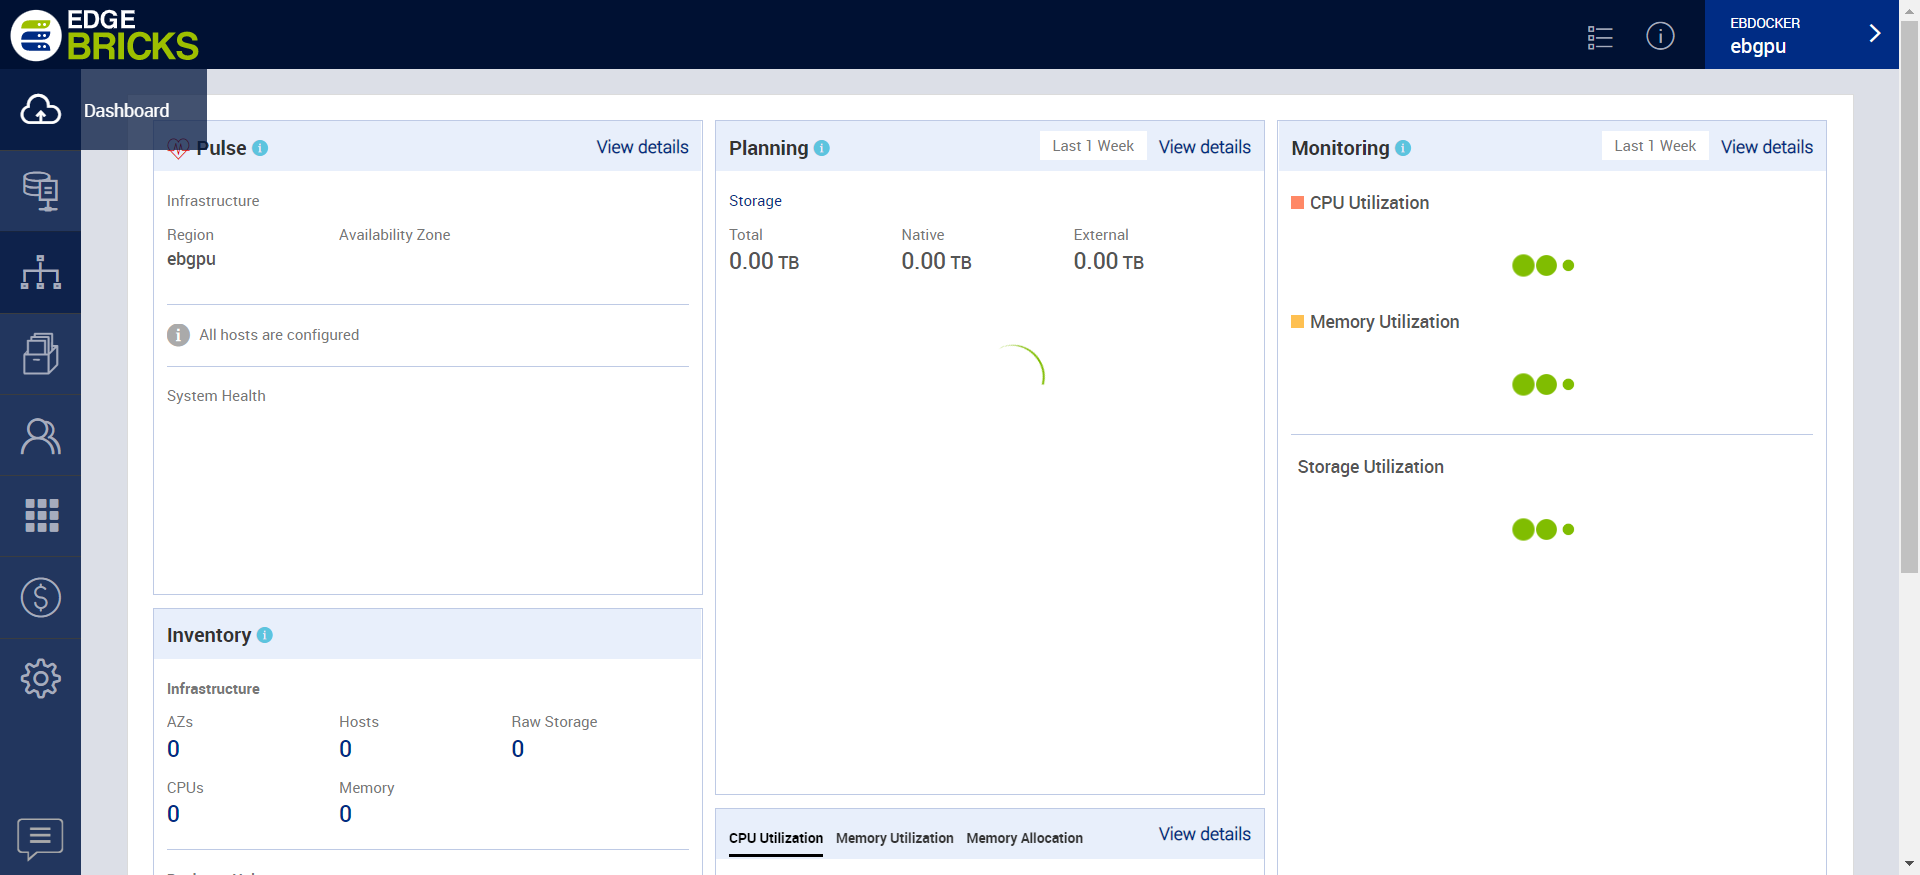 EDGE
BRICKS
EBDOCKER
ebgpu
Dashboard
Pulse
View details
Infrastructure
Region
Availability Zone
ebgpu
All hosts are configured
System Health
Planning
Last 1 Week
View details
Storage
Total
Native
External
0.00 TB
0.00 TB
0.00 TB
Monitoring
Last 1 Week
View details
CPU Utilization
Memory Utilization
Storage Utilization
Inventory
Infrastructure
AZs
Hosts
Raw Storage
0
0
0
CPUs
Memory
0
0
CPU Utilization
Memory Utilization
Memory Allocation
View details